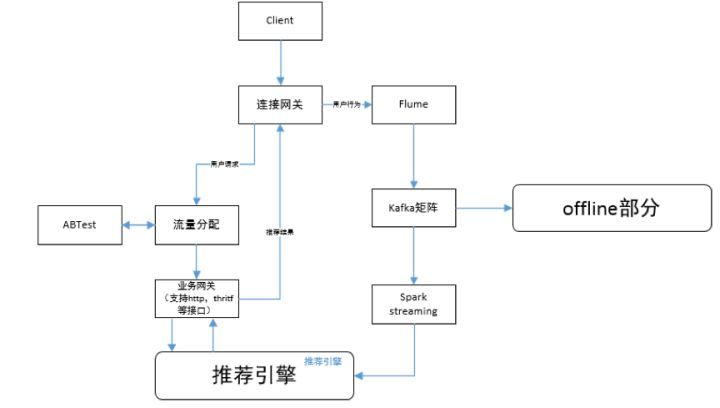 Client
连接网关
用户行为
Flume
用户请求
Kafka矩阵
offline部分
ABTest
流量分配
推荐结果
业务网关
（支持http，thritf
等接口）
Spark
streaming
推荐引擎
推荐引擎